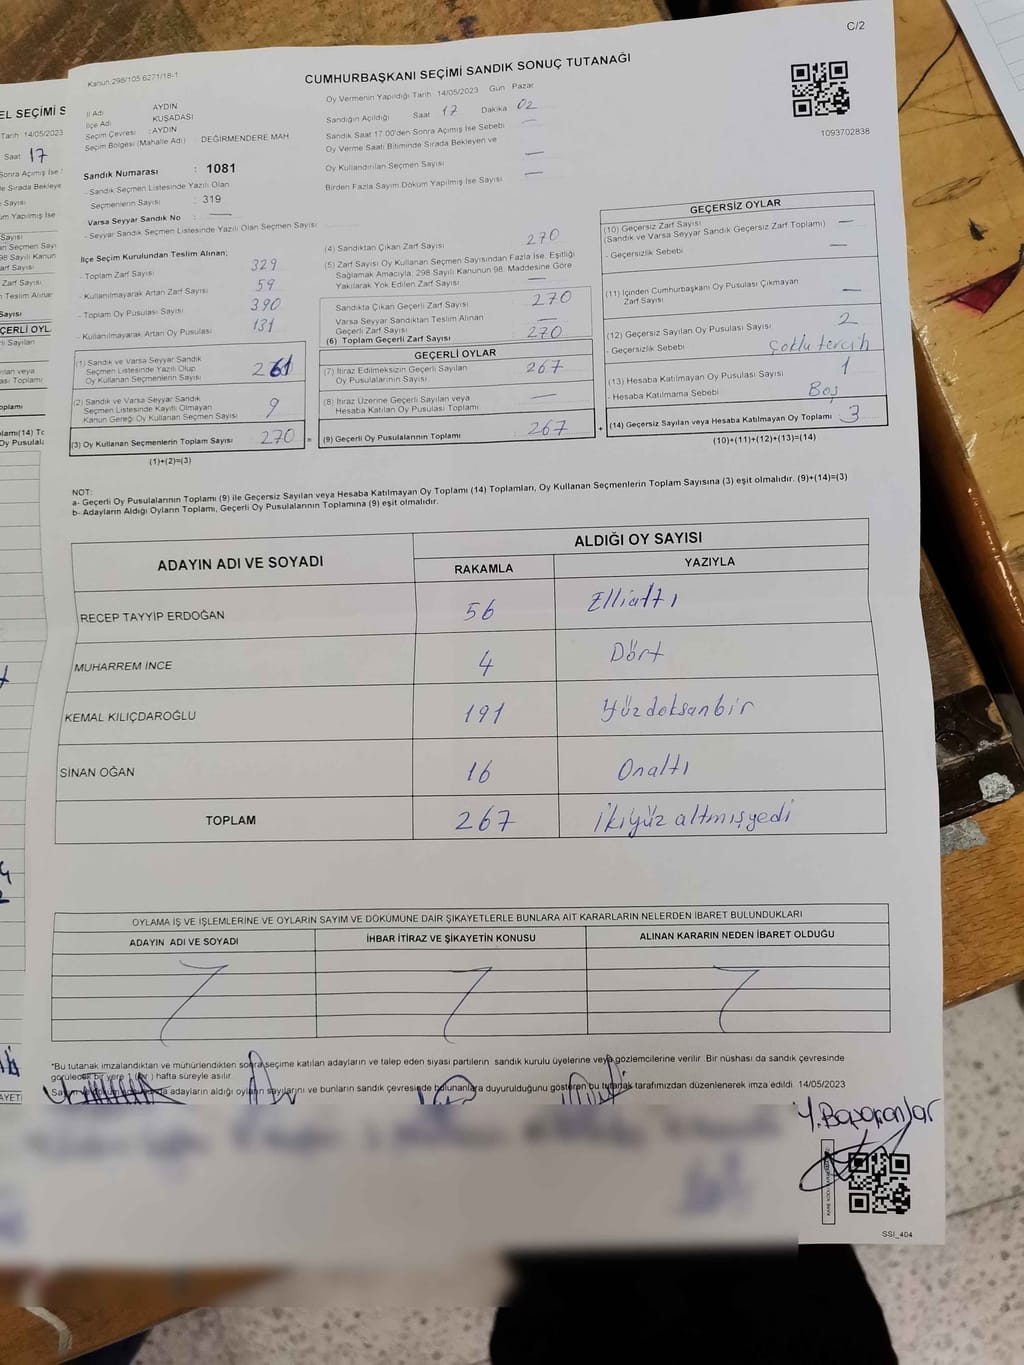 C/2
Kanun.298/105.6271/18-1
CUMHURBAŞKANI SEÇİMİ SANDIK SONUÇ TUTANAĞI
1093702838
İl Adı AYDIN
İlçe Adı KUŞADASI
Seçim Çevresi : AYDIN
Seçim Bölgesi (Mahalle Adı) DEĞİRMENDERE MAH.
Sandık Numarası : 1081
- Sandık Seçmen Listesinde Yazılı Olan
Seçmenlerin Sayısı : 319
Varsa Seyyar Sandık No : —
- Seyyar Sandık Seçmen Listesinde Yazılı Olan Seçmen Sayısı
Oy Vermenin Yapıldığı Tarih 14/05/2023 Gün Pazar
Sandığın Açıldığı Saat 17 Dakika 02
Sandık Saat 17:00'den Sonra Açılmış İse Sebebi —
Oy Verme Saati Bitiminde Sırada Bekleyen ve
Oy Kullandırılan Seçmen Sayısı —
Birden Fazla Sayım Döküm Yapılmış İse Sayısı —
İlçe Seçim Kurulundan Teslim Alınan;
- Toplam Zarf Sayısı 329
- Kullanılmayarak Artan Zarf Sayısı 59
- Toplam Oy Pusulası Sayısı 390
- Kullanılmayarak Artan Oy Pusulası 131
(1) Sandık ve Varsa Seyyar Sandık
Seçmen Listesinde Yazılı Olup
Oy Kullanan Seçmenlerin Sayısı 261
(2) Sandık ve Varsa Seyyar Sandık
Seçmen Listesinde Kayıtlı Olmayan
Kanun Gereği Oy Kullanan Seçmen Sayısı 9
(3) Oy Kullanan Seçmenlerin Toplam Sayısı 270 =
(1)+(2)=(3)
(4) Sandıktan Çıkan Zarf Sayısı 270
(5) Zarf Sayısı Oy Kullanan Seçmen Sayısından Fazla İse, Eşitliği
Sağlamak Amacıyla, 298 Sayılı Kanunun 98. Maddesine Göre
Yakılarak Yok Edilen Zarf Sayısı —
Sandıkta Çıkan Geçerli Zarf Sayısı 270
Varsa Seyyar Sandıktan Teslim Alınan
Geçerli Zarf Sayısı —
(6) Toplam Geçerli Zarf Sayısı 270
GEÇERLİ OYLAR
(7) İtiraz Edilmeksizin Geçerli Sayılan
Oy Pusulalarının Sayısı 267
(8) İtiraz Üzerine Geçerli Sayılan veya
Hesaba Katılan Oy Pusulası Toplamı —
(9) Geçerli Oy Pusulalarının Toplamı 267 +
GEÇERSİZ OYLAR
(10) Geçersiz Zarf Sayısı —
(Sandık ve Varsa Seyyar Sandık Geçersiz Zarf Toplamı)
- Geçersizlik Sebebi —
(11) İçinden Cumhurbaşkanı Oy Pusulası Çıkmayan
Zarf Sayısı —
(12) Geçersiz Sayılan Oy Pusulası Sayısı 2
- Geçersizlik Sebebi Çoklu tercih
(13) Hesaba Katılmayan Oy Pusulası Sayısı 1
- Hesaba Katılmama Sebebi Boş
(14) Geçersiz Sayılan veya Hesaba Katılmayan Oy Toplamı 3
(10)+(11)+(12)+(13)=(14)
NOT:
a- Geçerli Oy Pusulalarının Toplamı (9) ile Geçersiz Sayılan veya Hesaba Katılmayan Oy Toplamı (14) Toplamları, Oy Kullanan Seçmenlerin Toplam Sayısına (3) eşit olmalıdır. (9)+(14)=(3)
b- Adayların Aldığı Oyların Toplamı, Geçerli Oy Pusulalarının Toplamına (9) eşit olmalıdır.
ADAYIN ADI VE SOYADI
ALDIĞI OY SAYISI
RAKAMLA YAZIYLA
RECEP TAYYİP ERDOĞAN 56 Elliatlı
MUHARREM İNCE 4 Dört
KEMAL KILIÇDAROĞLU 191 Yüzdoksanbir
SİNAN OĞAN 16 Onaltı
TOPLAM 267 ikiyüz altmışyedi
OYLAMA İŞ VE İŞLEMLERİNE VE OYLARIN SAYIM VE DÖKÜMÜNE DAİR ŞİKAYETLERLE BUNLARA AİT KARARLARIN NELERDEN İBARET BULUNDUKLARI
ADAYIN ADI VE SOYADI İHBAR İTİRAZ VE ŞİKAYETİN KONUSU ALINAN KARARIN NEDEN İBARET OLDUĞU
*Bu tutanak imzalandıktan ve mühürlendikten sonra seçime katılan adayların ve talep eden siyasi partilerin sandık kurulu üyelerine veya gözlemcilerine verilir. Bir nüshası da sandık çevresinde
görülecek bir yere 1 (bir) hafta süreyle asılır.
adayların aldığı oyların sayılarını ve bunların sandık çevresinde bulunanlara duyurulduğunu gösteren bu tutanak tarafımızdan düzenlenerek imza edildi. 14/05/2023
Y. Başaranlar
SSI_404